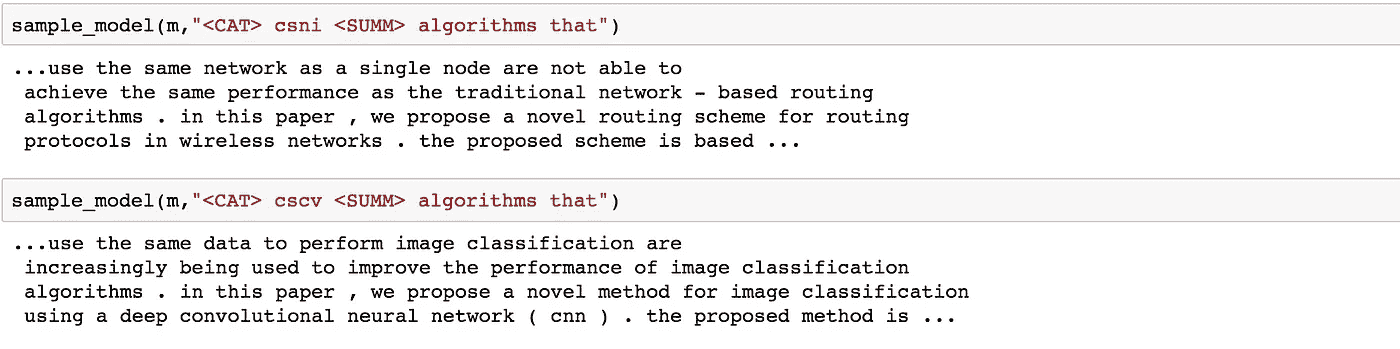 sample_model(m,"<CAT> csni <SUMM> algorithms that")
...use the same network as a single node are not able to
achieve the same performance as the traditional network – based routing
algorithms . in this paper , we propose a novel routing scheme for routing
protocols in wireless networks . the proposed scheme is based ...
sample_model(m,"<CAT> cscv <SUMM> algorithms that")
...use the same data to perform image classification are
increasingly being used to improve the performance of image classification
algorithms . in this paper , we propose a novel method for image classification
using a deep convolutional neural network ( cnn ) . the proposed method is ...